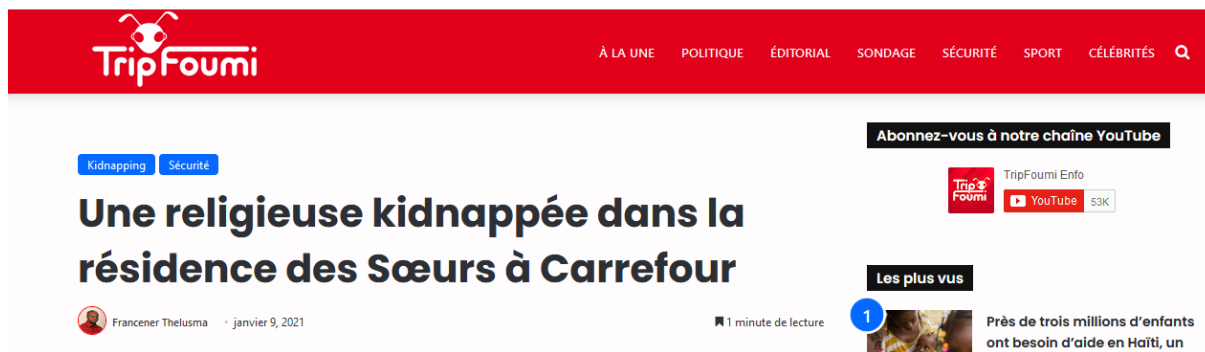 TripFoumi
À LA UNE POLITIQUE ÉDITORIAL SONDAGE SÉCURITÉ SPORT CÉLÉBRITÉS
Kidnapping Sécurité
Une religieuse kidnappée dans la
résidence des Sœurs à Carrefour
Francener Thelusma janvier 9, 2021
1 minute de lecture
Abonnez-vous à notre chaîne YouTube
TripFoumi
TripFoumi Enfo
YouTube 53K
Les plus vus
1
Près de trois millions d’enfants
ont besoin d’aide en Haïti, un